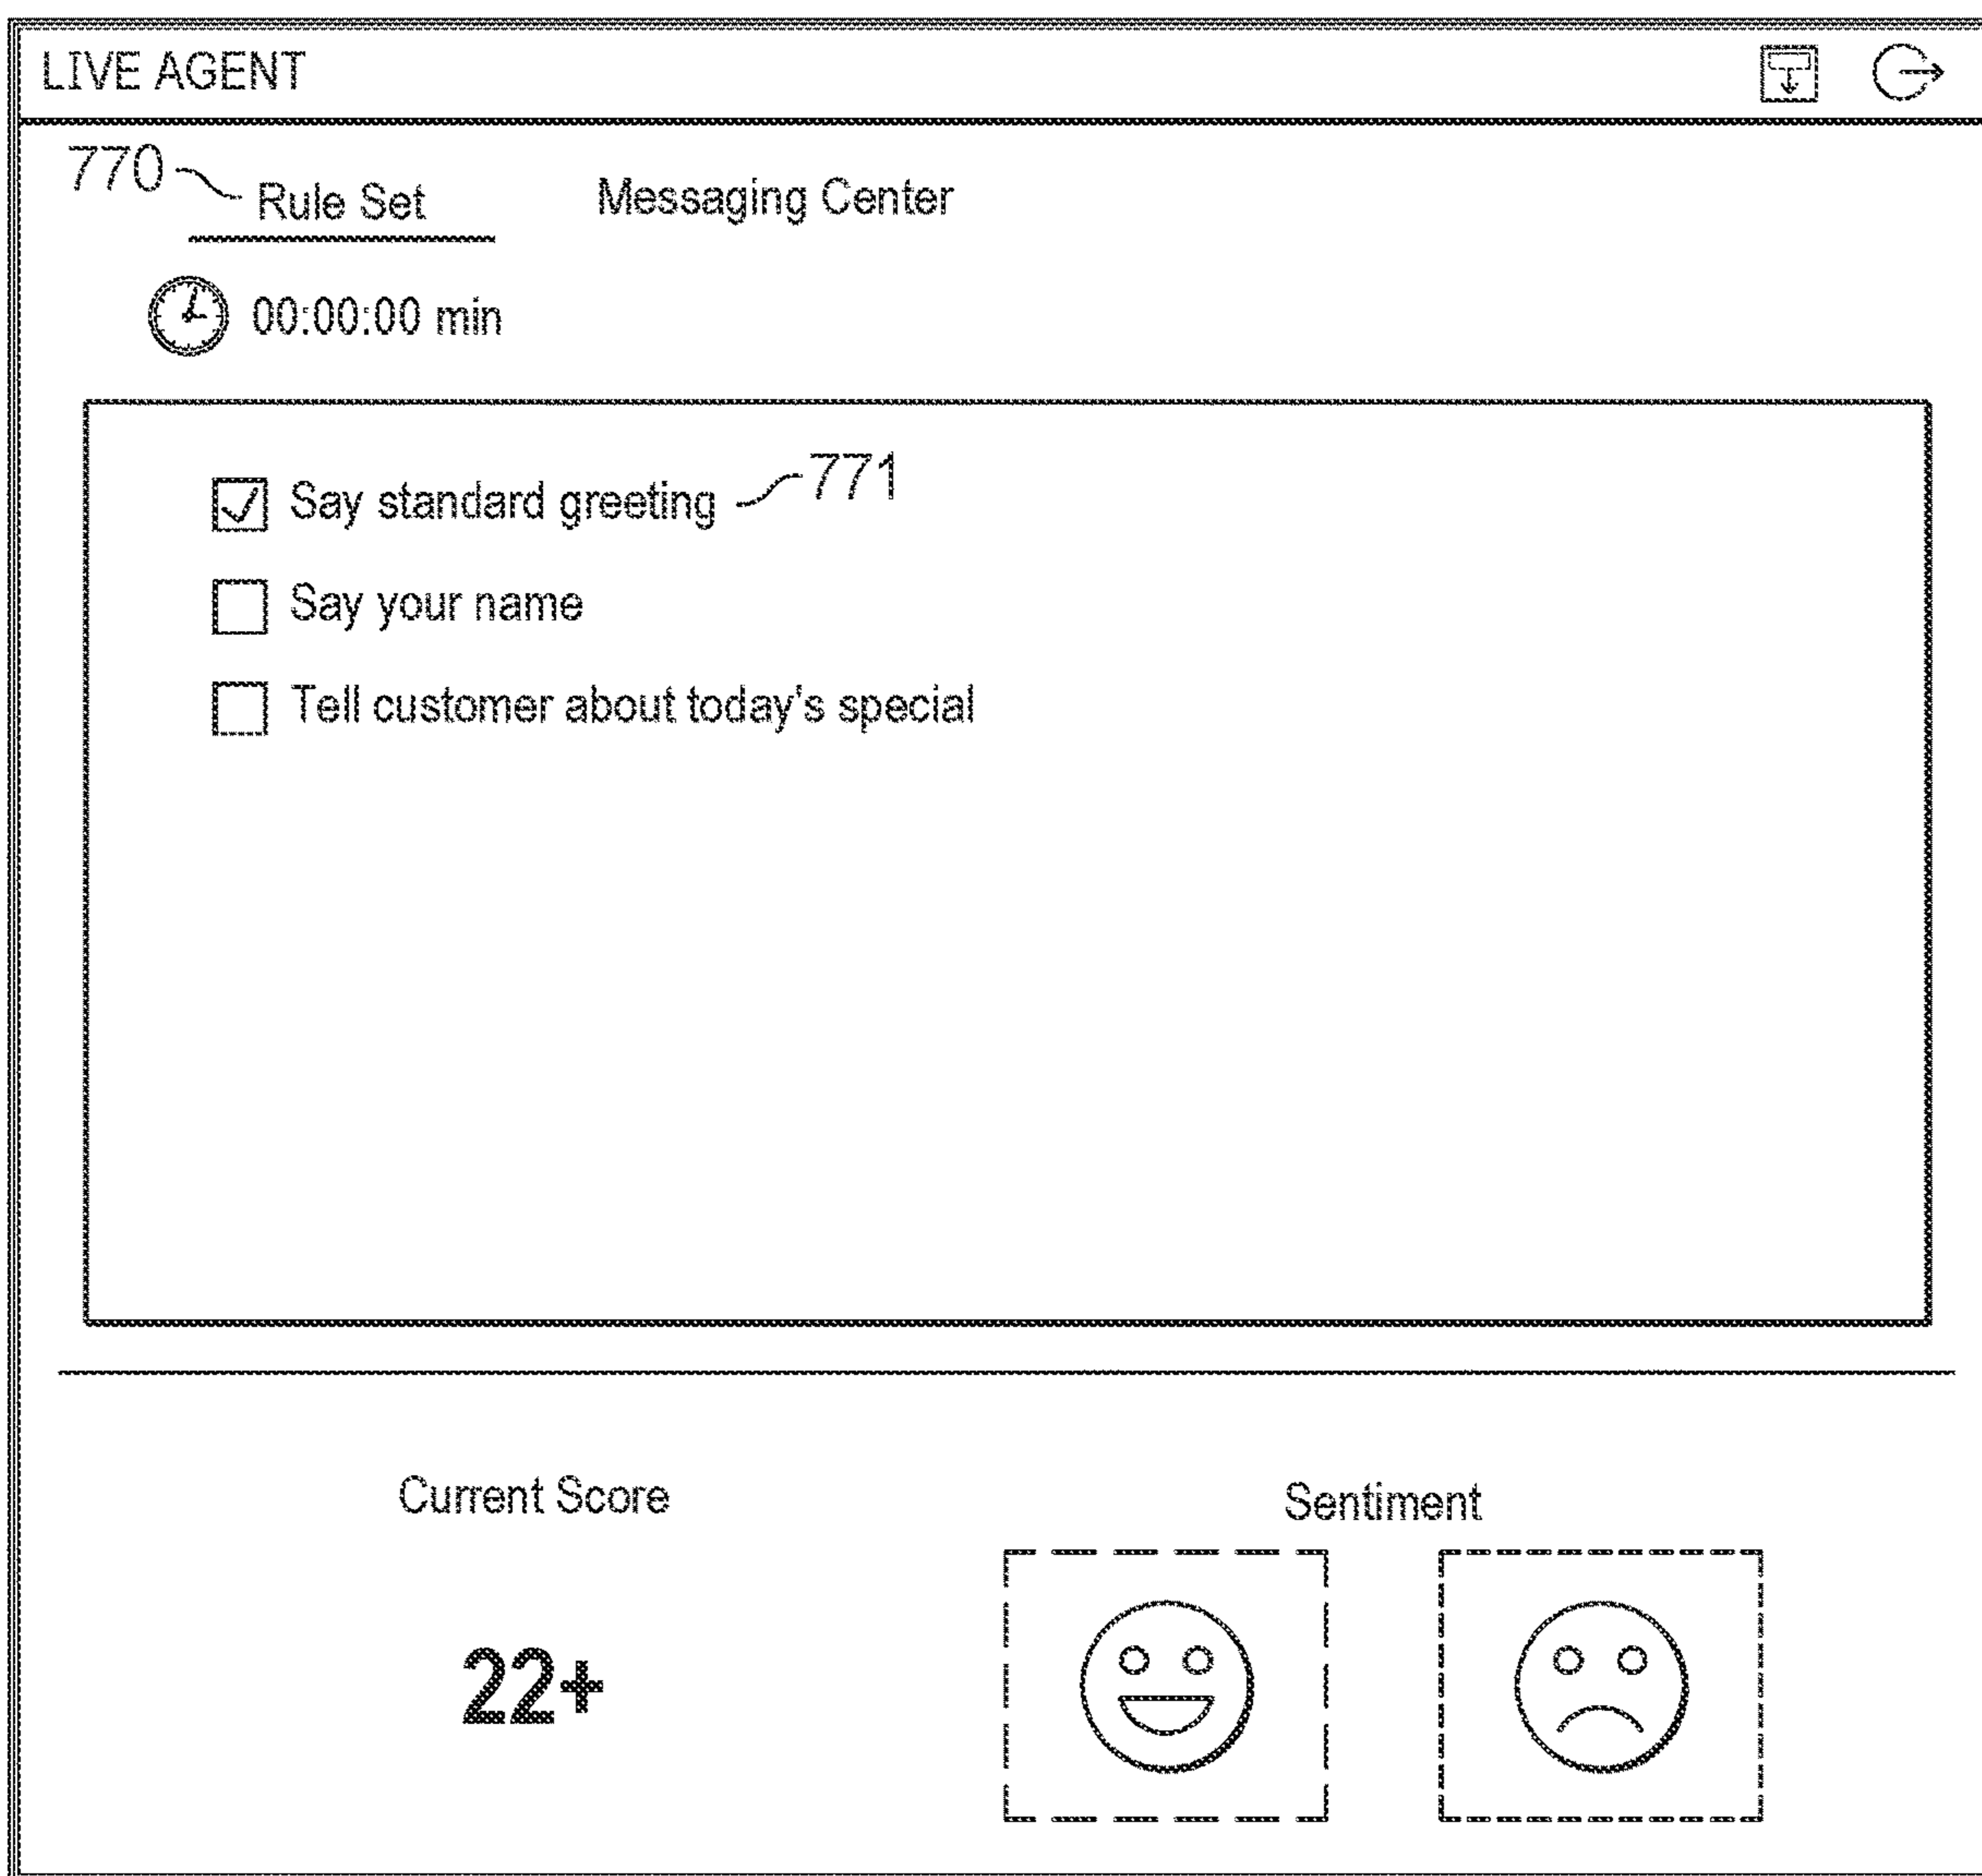 LIVE AGENT
770 Rule Set Messaging Center
00:00:00 min
Say standard greeting 771
Say your name
Tell customer about today's special
Current Score Sentiment
22+